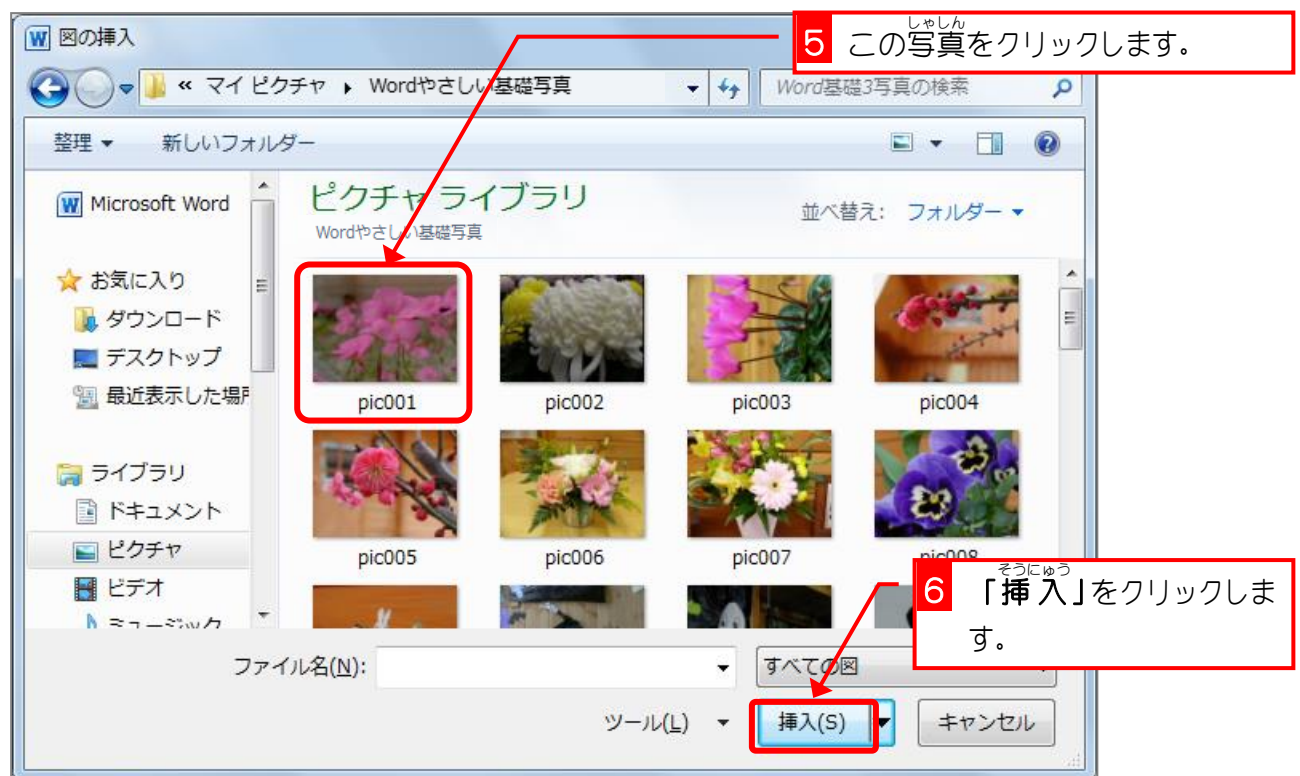 図の挿入
5 この写真をクリックします。
しゃしん
« マイ ピクチャ ▸ Wordやさしい基礎写真
Word基礎3写真の検索
整理 ▼ 新しいフォルダー
Microsoft Word
お気に入り
ダウンロード
デスクトップ
最近表示した場所
ライブラリ
ドキュメント
ピクチャ
ビデオ
ミュージック
ピクチャ ライブラリ
Wordやさしい基礎写真
並べ替え: フォルダー ▼
pic001 pic002 pic003 pic004
pic005 pic006 pic007 pic008
そうにゅう
6 「挿入」をクリックしま
す。
ファイル名(N):
すべての図
ツール(L) ▼ 挿入(S) キャンセル